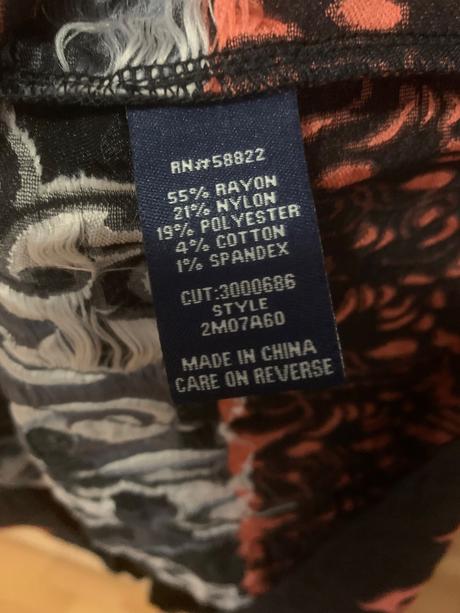 RN#58822
55% RAYON
21% NYLON
19% POLYESTER
4% COTTON
1% SPANDEX
CUT:3000686
STYLE
2M07A60
MADE IN CHINA
CARE ON REVERSE